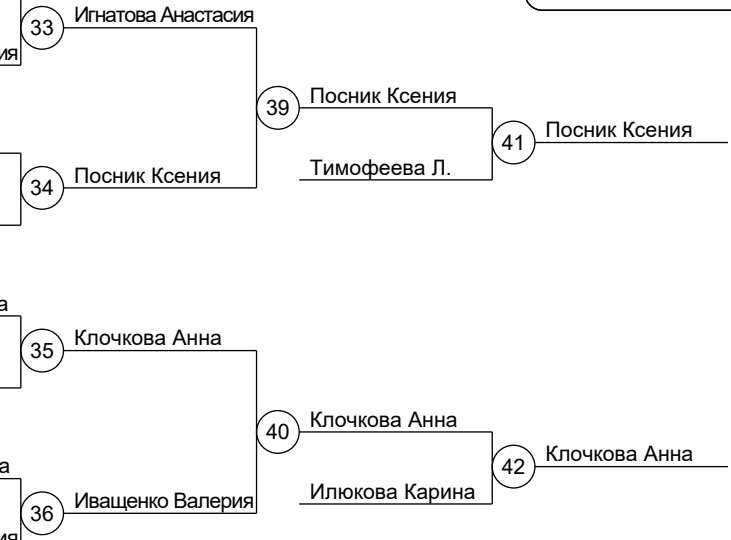 33
Игнатова Анастасия
39
Посник Ксения
41
Посник Ксения
Тимофеева Л.
34
Посник Ксения
35
Клочкова Анна
40
Клочкова Анна
42
Клочкова Анна
Илюкова Карина
36
Иващенко Валерия